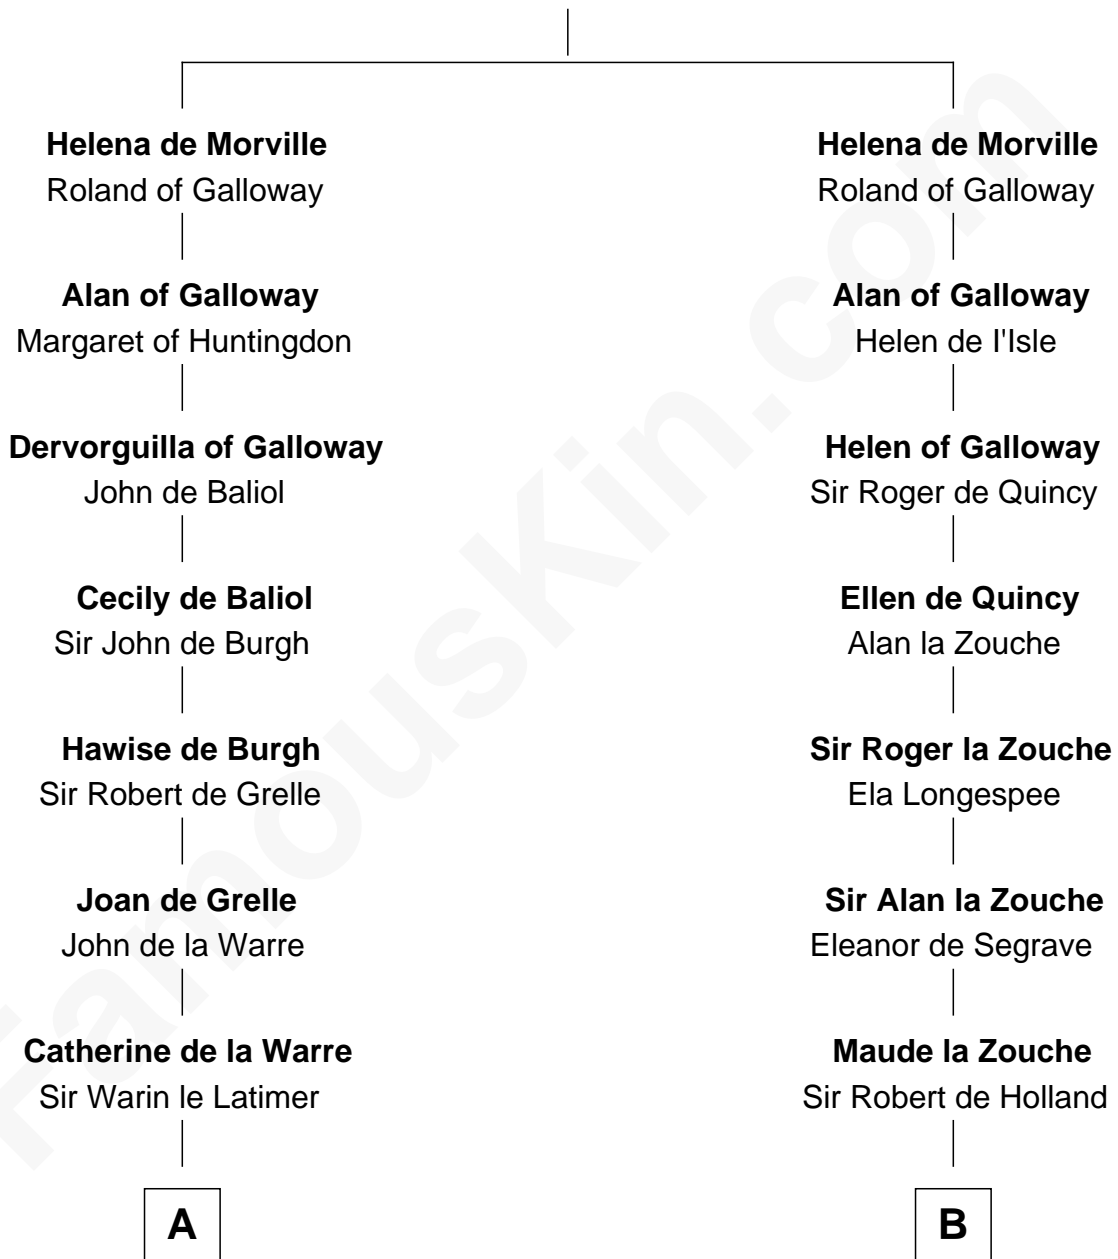 Helena de Morville
Roland of Galloway
Alan of Galloway
Margaret of Huntingdon
Dervorguilla of Galloway
John de Baliol
Cecily de Baliol
Sir John de Burgh
Hawise de Burgh
Sir Robert de Grelle
Joan de Grelle
John de la Warre
Catherine de la Warre
Sir Warin le Latimer
A
Helena de Morville
Roland of Galloway
Alan of Galloway
Helen de l'Isle
Helen of Galloway
Sir Roger de Quincy
Ellen de Quincy
Alan la Zouche
Sir Roger la Zouche
Ela Longespee
Sir Alan la Zouche
Eleanor de Segrave
Maude la Zouche
Sir Robert de Holland
B
FamousKin.com